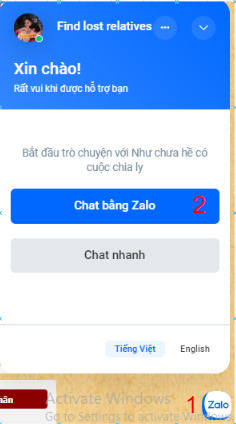 Find lost relatives
Xin chào!
Rất vui khi được hỗ trợ bạn
Bắt đầu trò chuyện với Như chưa hề có
cuộc chia ly
Chat bằng Zalo 2
Chat nhanh
Tiếng Việt English
Activate Windows
hân 1 Zalo
Go to Settings to activate Windows